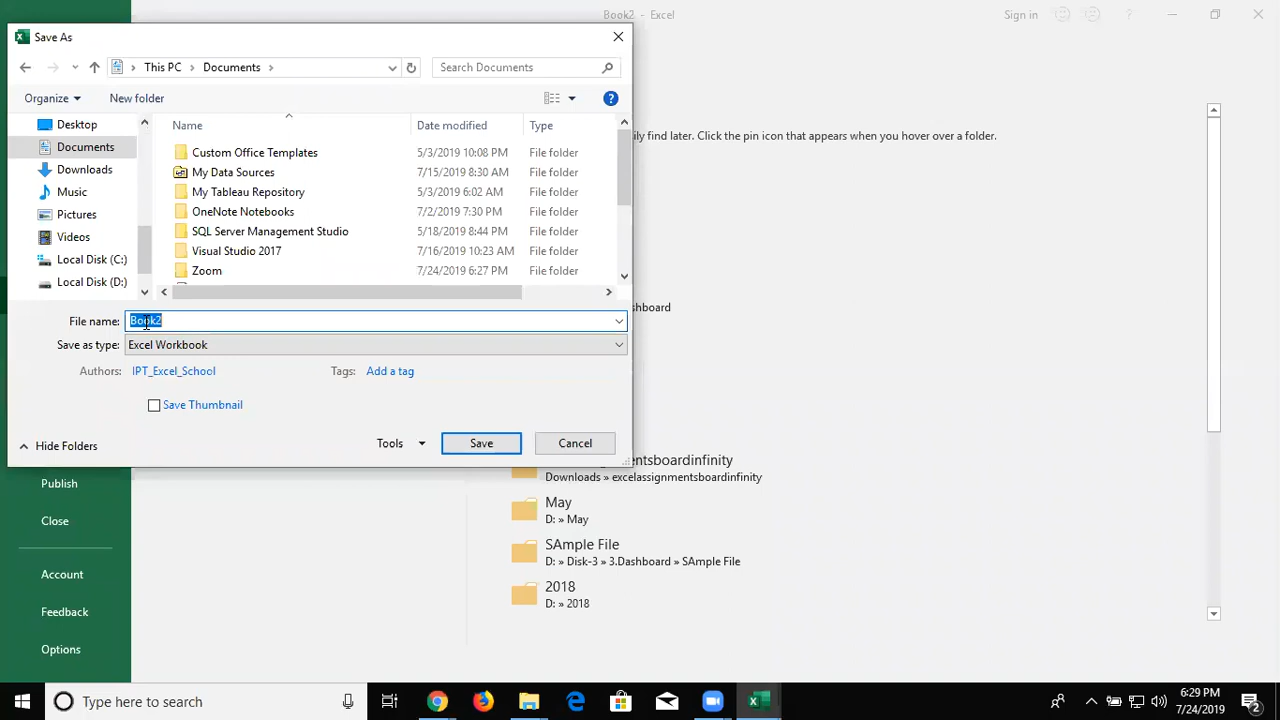 Book2 - Excel
Sign in
?
Save As
This PC
Documents
Search Documents
Organize
New folder
Name
Date modified
Type
Desktop
Documents
Downloads
Music
Pictures
Videos
Local Disk (C:)
Local Disk (D:)
Custom Office Templates 5/3/2019 10:08 PM File folder
My Data Sources 7/15/2019 8:30 AM File folder
My Tableau Repository 5/3/2019 6:02 AM File folder
OneNote Notebooks 7/2/2019 7:30 PM File folder
SQL Server Management Studio 5/18/2019 8:44 PM File folder
Visual Studio 2017 7/16/2019 10:23 AM File folder
Zoom 7/24/2019 6:27 PM File folder
File name: Book2
Save as type: Excel Workbook
Authors: IPT_Excel_School
Tags: Add a tag
Save Thumbnail
Hide Folders
Tools
Save
Cancel
ily find later. Click the pin icon that appears when you hover over a folder.
shboard
ntsboardinfinity
Downloads » excelassignmentsboardinfinity
May
D: » May
SAmple File
D: » Disk-3 » 3.Dashboard » SAmple File
2018
D: » 2018
Publish
Close
Account
Feedback
Options
Type here to search
6:29 PM
7/24/2019
2